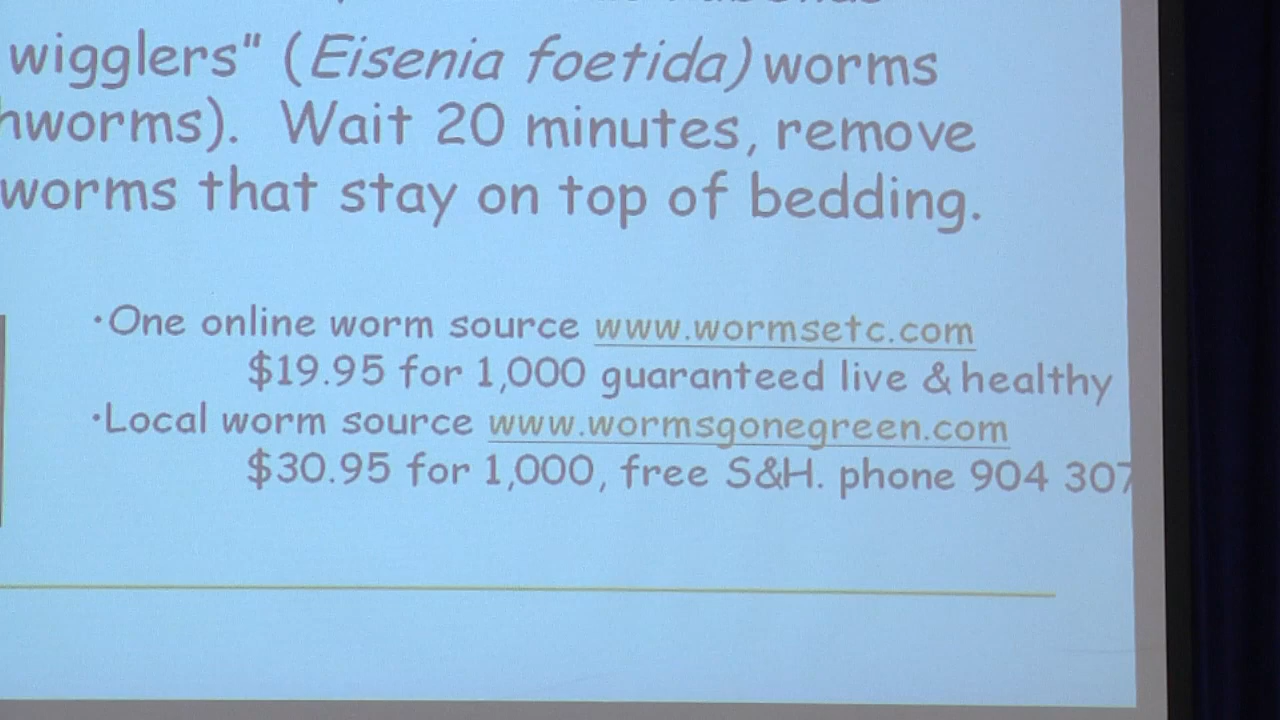 wigglers" (Eisenia foetida) worms
worms). Wait 20 minutes, remove
worms that stay on top of bedding.
·One online worm source www.wormsetc.com
$19.95 for 1,000 guaranteed live & healthy
·Local worm source www.wormsgonegreen.com
$30.95 for 1,000, free S&H. phone 904 307